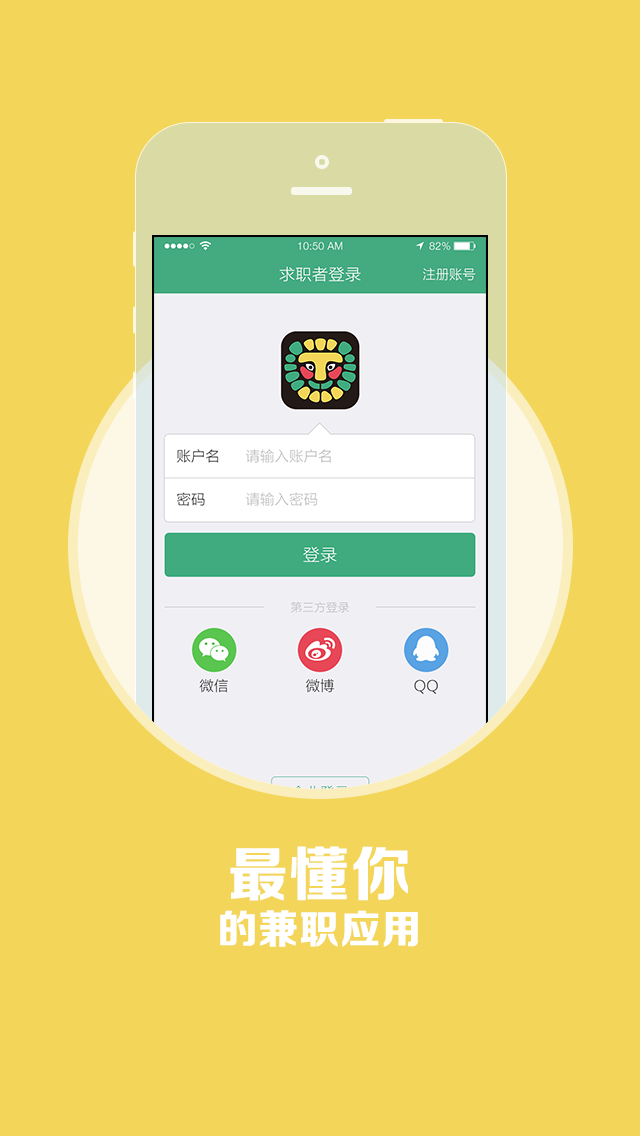 10:50 AM
82%
求职者登录
注册账号
账户名 请输入账户名
密码 请输入密码
登录
第三方登录
微信 微博 QQ
最懂你
的兼职应用